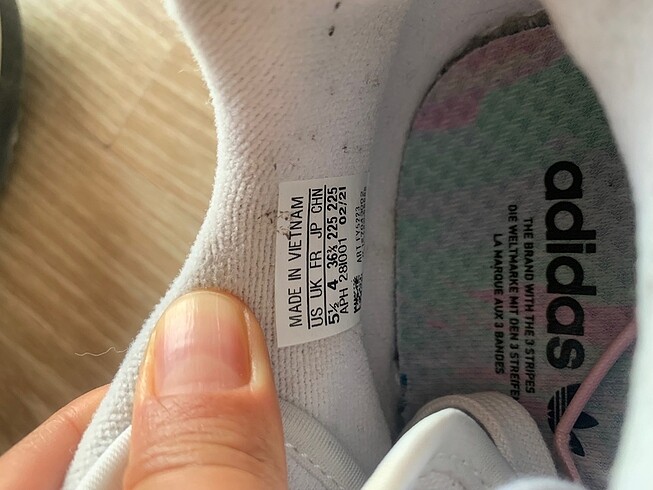 MADE IN VIETNAM
US UK FR JP CHN
5½ 4 36⅔ 225 225
APH 28I001 02/21
adidas
THE BRAND WITH THE 3 STRIPES
DIE WELTMARKE MIT DEN 3 STREIFEN
LA MARQUE AUX 3 BANDES